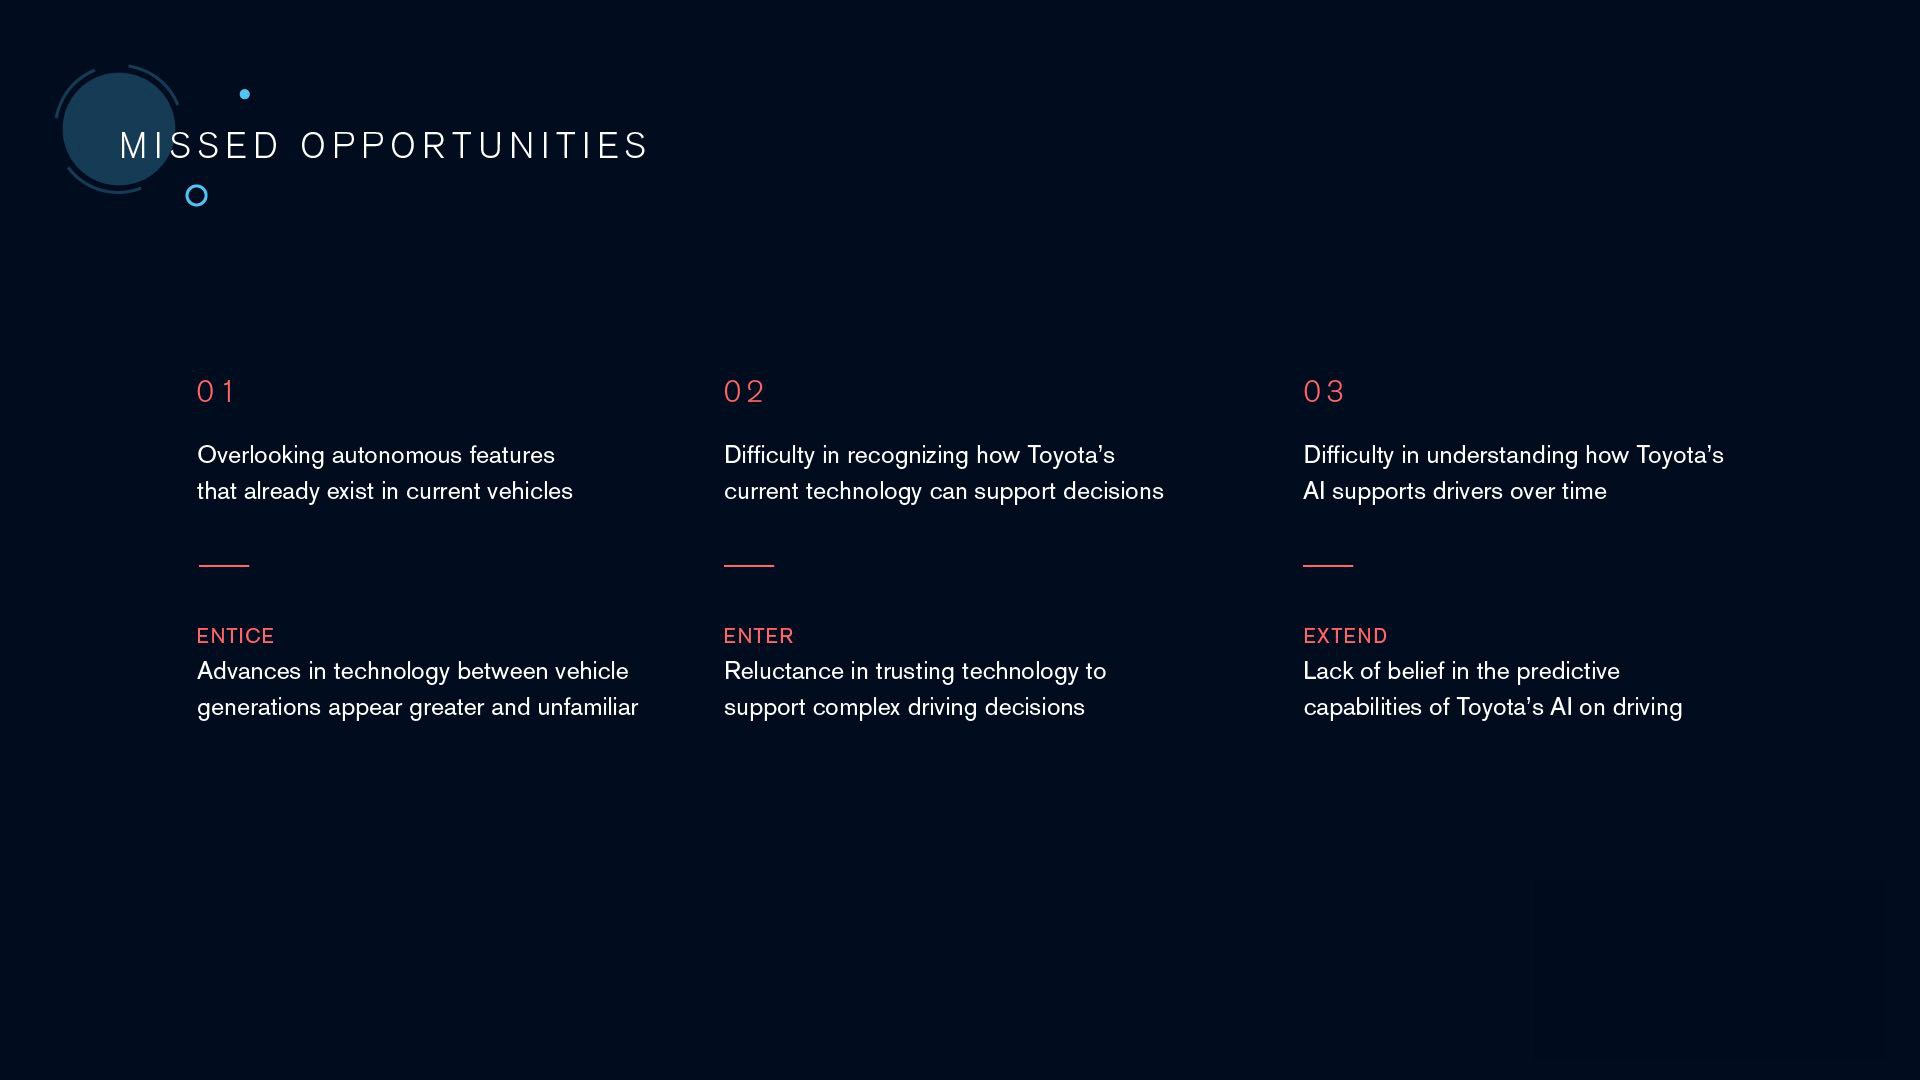 MISSED OPPORTUNITIES
01
Overlooking autonomous features
that already exist in current vehicles
ENTICE
Advances in technology between vehicle
generations appear greater and unfamiliar
02
Difficulty in recognizing how Toyota’s
current technology can support decisions
ENTER
Reluctance in trusting technology to
support complex driving decisions
03
Difficulty in understanding how Toyota’s
AI supports drivers over time
EXTEND
Lack of belief in the predictive
capabilities of Toyota’s AI on driving